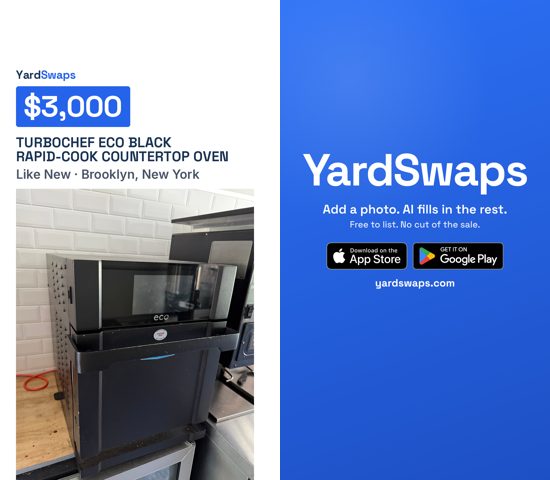 YardSwaps
$3,000
TURBOCHEF ECO BLACK
RAPID-COOK COUNTERTOP OVEN
Like New · Brooklyn, New York
eco
YardSwaps
Add a photo. AI fills in the rest.
Free to list. No cut of the sale.
Download on the
App Store
GET IT ON
Google Play
yardswaps.com